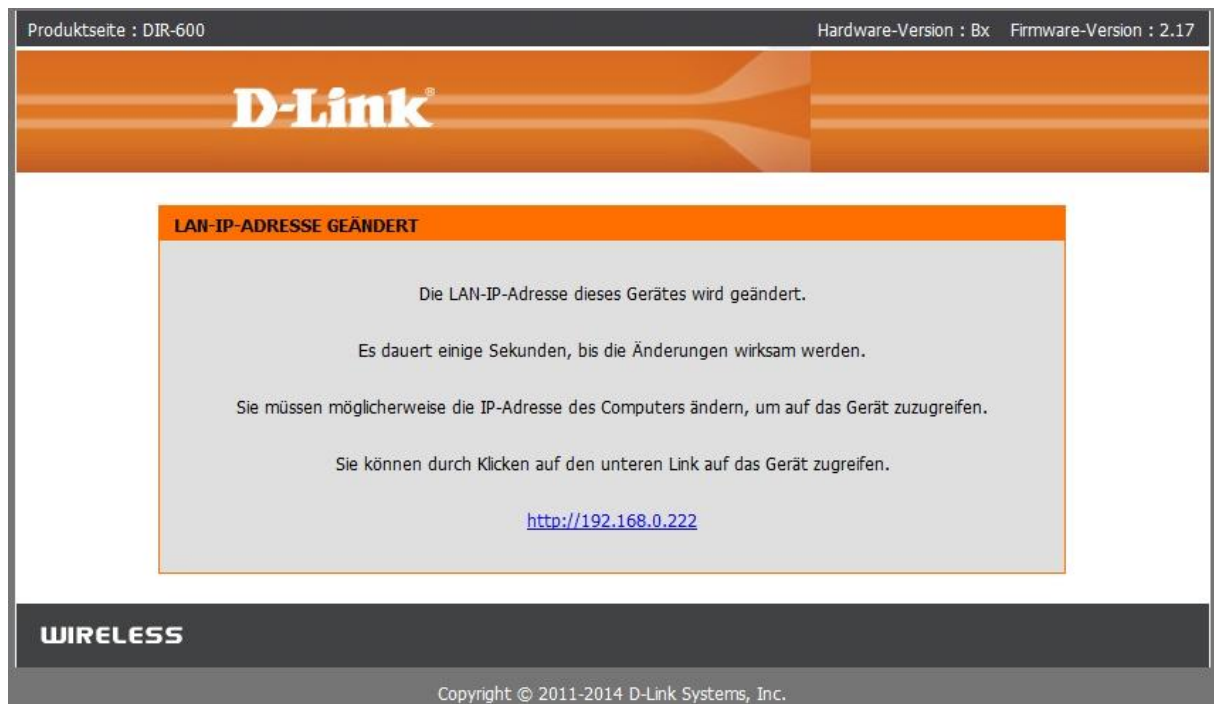 Produktseite : DIR-600 Hardware-Version : Bx Firmware-Version : 2.17
D-Link®
LAN-IP-ADRESSE GEÄNDERT
Die LAN-IP-Adresse dieses Gerätes wird geändert.
Es dauert einige Sekunden, bis die Änderungen wirksam werden.
Sie müssen möglicherweise die IP-Adresse des Computers ändern, um auf das Gerät zuzugreifen.
Sie können durch Klicken auf den unteren Link auf das Gerät zugreifen.
http://192.168.0.222
WIRELESS
Copyright © 2011-2014 D-Link Systems, Inc.